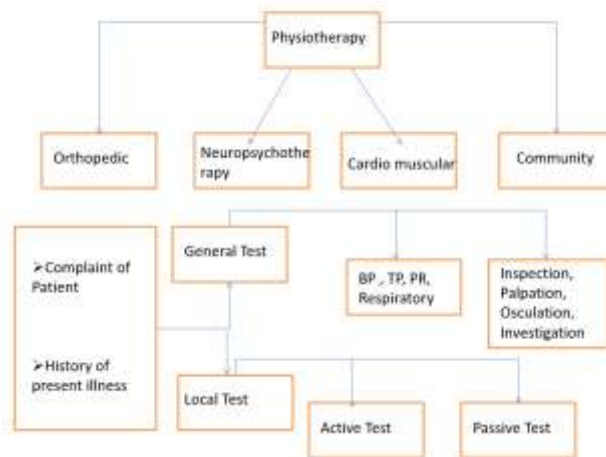 Physiotherapy
Orthopedic
Neuropsychothe
rapy
Cardio muscular
Community
➢Complaint of
Patient
➢History of
present illness
General Test
BP , TP, PR,
Respiratory
Inspection,
Palpation,
Osculation,
Investigation
Local Test
Active Test
Passive Test